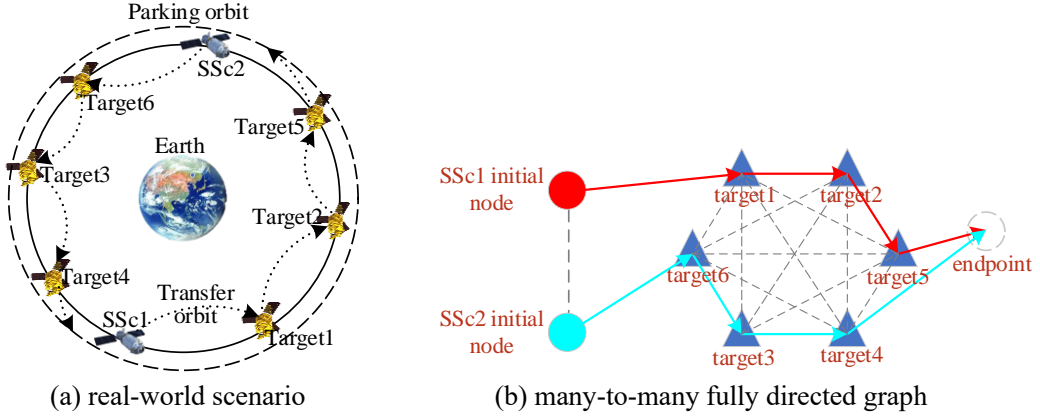 Parking orbit
SSc2
Target6
Target5
Earth
Target3
Target2
Target4
Transfer
orbit
SSc1
Target1
(a) real-world scenario
SSc1 initial
node
target1
target2
target6
target5
endpoint
SSc2 initial
node
target3
target4
(b) many-to-many fully directed graph